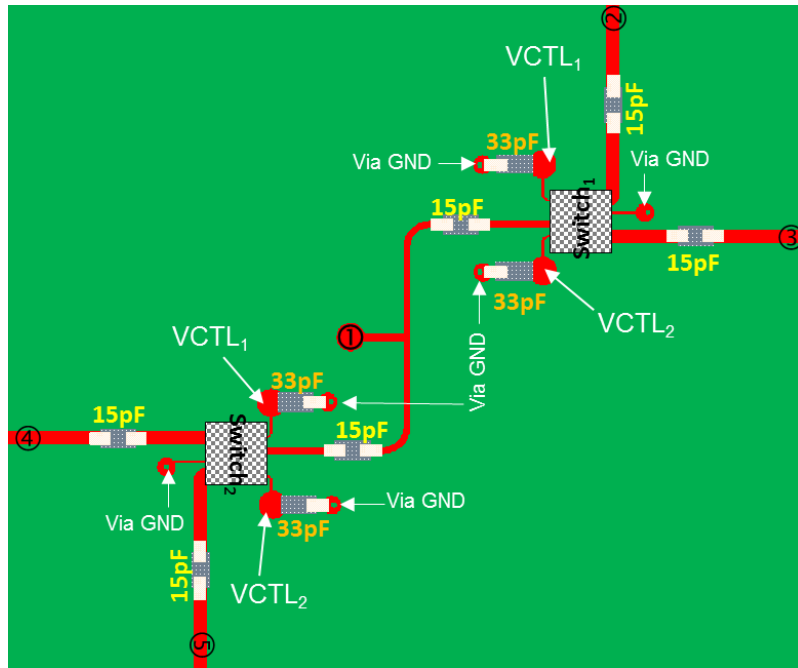 ②
VCTL₁
15pF
33pF
Via GND
Via GND
Switch₁
15pF
③
15pF
33pF
VCTL₂
①
VCTL₁
Via GND
33pF
15pF
15pF
④
Switch₂
Via GND
33pF
Via GND
15pF
VCTL₂
⑤